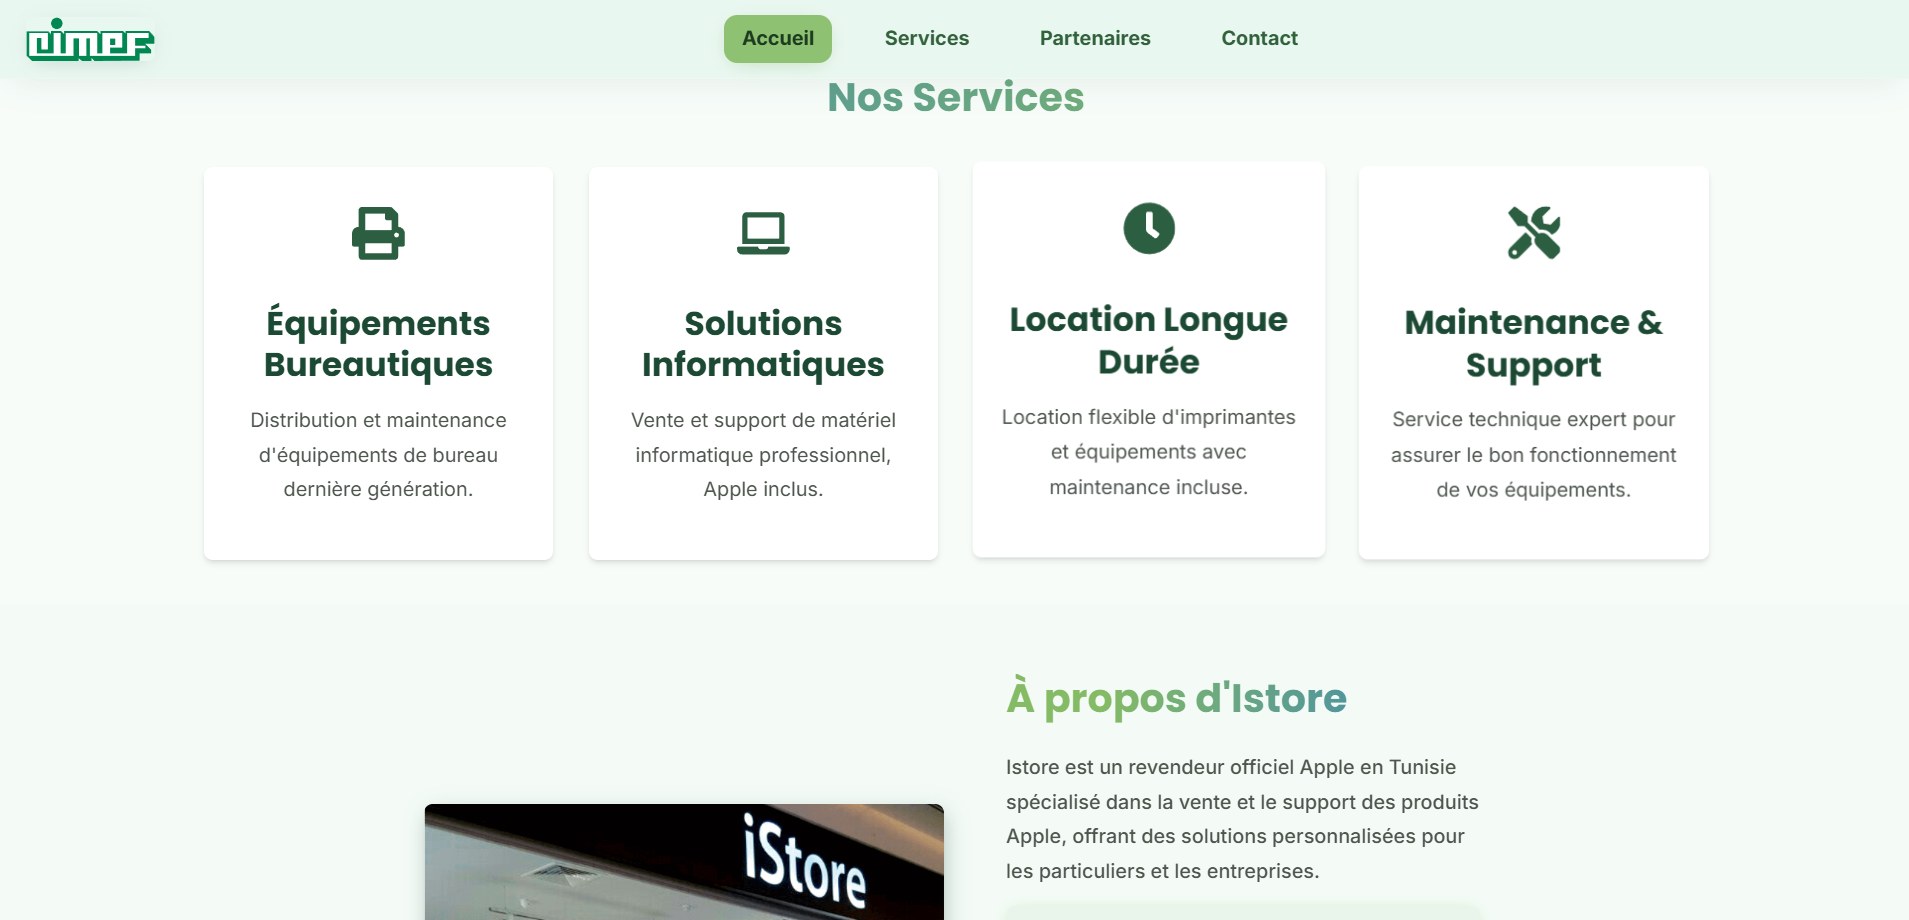 cimef
Accueil
Services
Partenaires
Contact
Nos Services
Équipements
Bureautiques
Distribution et maintenance
d'équipements de bureau
dernière génération.
Solutions
Informatiques
Vente et support de matériel
informatique professionnel,
Apple inclus.
Location Longue
Durée
Location flexible d'imprimantes
et équipements avec
maintenance incluse.
Maintenance &
Support
Service technique expert pour
assurer le bon fonctionnement
de vos équipements.
iStore
À propos d'Istore
Istore est un revendeur officiel Apple en Tunisie
spécialisé dans la vente et le support des produits
Apple, offrant des solutions personnalisées pour
les particuliers et les entreprises.